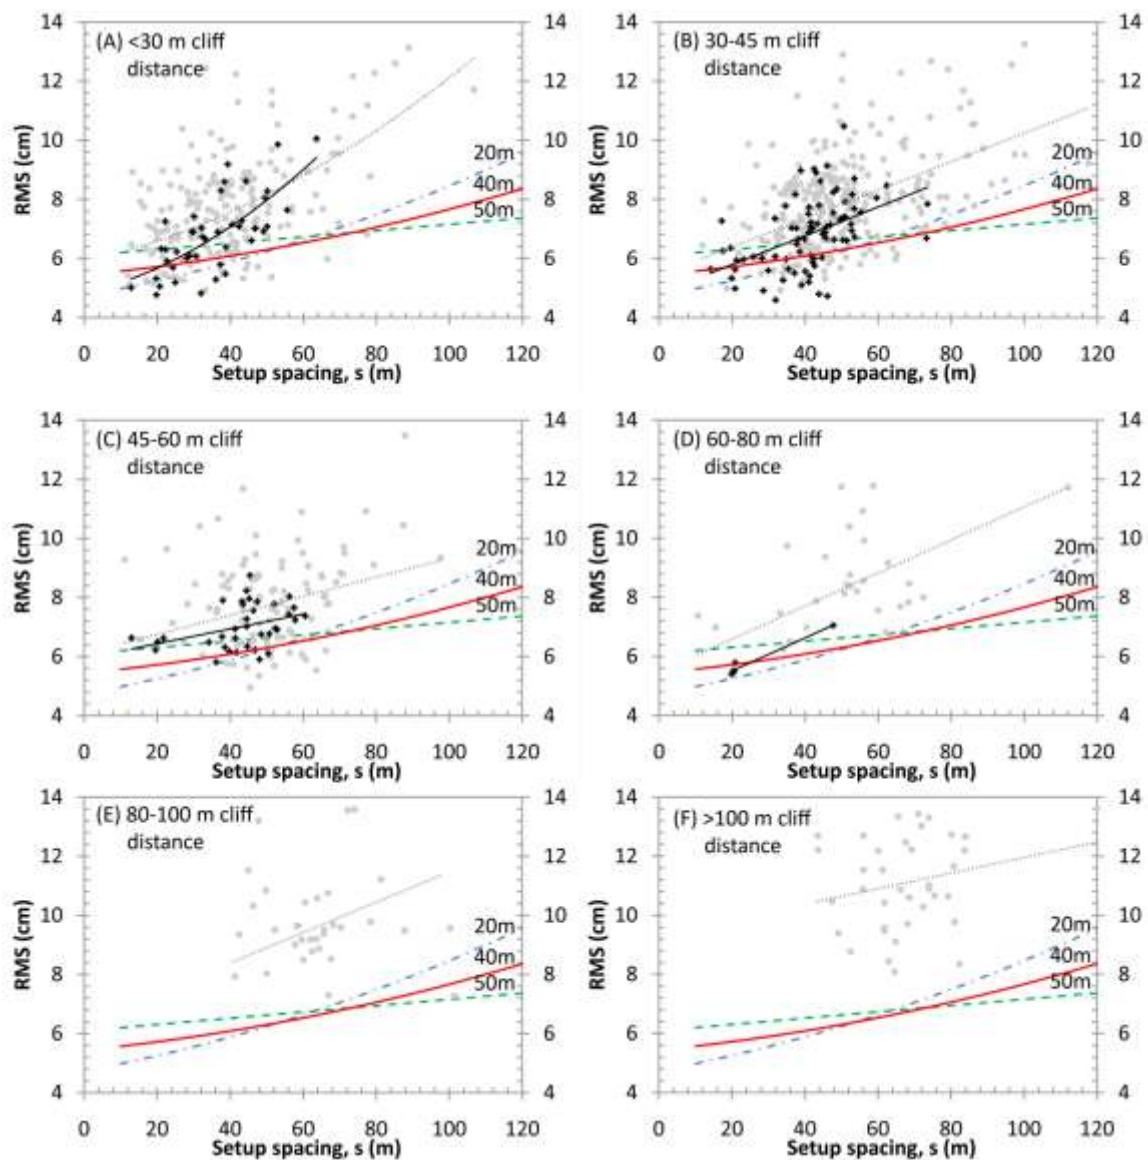 (A) <30 m cliff
distance
RMS (cm)
14
12
10
8
6
4
14
12
10
8
6
4
20m
40m
50m
0 20 40 60 80 100 120
Setup spacing, s (m)
(B) 30-45 m cliff
distance
RMS (cm)
14
12
10
8
6
4
14
12
10
8
6
4
20m
40m
50m
0 20 40 60 80 100 120
Setup spacing, s (m)
(C) 45-60 m cliff
distance
RMS (cm)
14
12
10
8
6
4
14
12
10
8
6
4
20m
40m
50m
0 20 40 60 80 100 120
Setup spacing, s (m)
(D) 60-80 m cliff
distance
RMS (cm)
14
12
10
8
6
4
14
12
10
8
6
4
20m
40m
50m
0 20 40 60 80 100 120
Setup spacing, s (m)
(E) 80-100 m cliff
distance
RMS (cm)
14
12
10
8
6
4
14
12
10
8
6
4
20m
40m
50m
0 20 40 60 80 100 120
Setup spacing, s (m)
(F) >100 m cliff
distance
RMS (cm)
14
12
10
8
6
4
14
12
10
8
6
4
20m
40m
50m
0 20 40 60 80 100 120
Setup spacing, s (m)